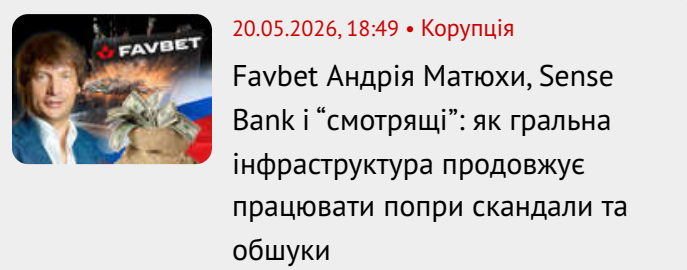 FAVBET
20.05.2026, 18:49 • Корупція
Favbet Андрія Матюхи, Sense
Bank і “смотрящі”: як гральна
інфраструктура продовжує
працювати попри скандали та
обшуки